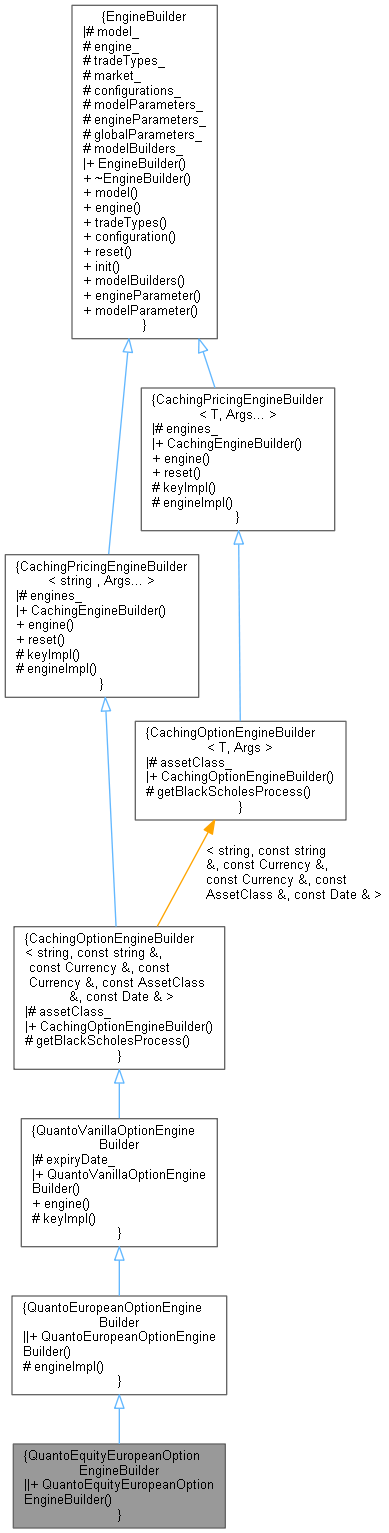 {EngineBuilder
|# model_
# engine_
# tradeTypes_
# market_
# configurations_
# modelParameters_
# engineParameters_
# globalParameters_
# modelBuilders_
|+ EngineBuilder()
+ ~EngineBuilder()
+ model()
+ engine()
+ tradeTypes()
+ configuration()
+ reset()
+ init()
+ modelBuilders()
+ engineParameter()
+ modelParameter()
}
{CachingPricingEngineBuilder
< T, Args... >
|# engines_
|+ CachingEngineBuilder()
+ engine()
+ reset()
# keyImpl()
# engineImpl()
}
{CachingPricingEngineBuilder
< string , Args... >
|# engines_
|+ CachingEngineBuilder()
+ engine()
+ reset()
# keyImpl()
# engineImpl()
}
{CachingOptionEngineBuilder
< T, Args >
|# assetClass_
|+ CachingOptionEngineBuilder()
# getBlackScholesProcess()
}
< string, const string
&, const Currency &,
const Currency &, const
AssetClass &, const Date & >
{CachingOptionEngineBuilder
< string, const string &,
const Currency &, const
Currency &, const AssetClass
&, const Date & >
|# assetClass_
|+ CachingOptionEngineBuilder()
# getBlackScholesProcess()
}
{QuantoVanillaOptionEngine
Builder
|# expiryDate_
|+ QuantoVanillaOptionEngine
Builder()
+ engine()
# keyImpl()
}
{QuantoEuropeanOptionEngine
Builder
||+ QuantoEuropeanOptionEngine
Builder()
# engineImpl()
}
{QuantoEquityEuropeanOption
EngineBuilder
||+ QuantoEquityEuropeanOption
EngineBuilder()
}